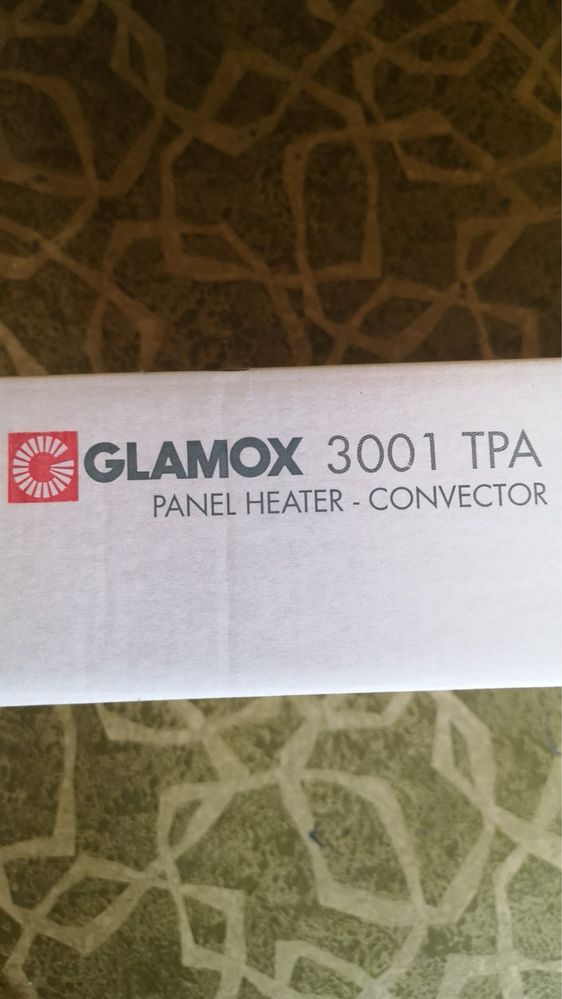 GLAMOX 3001 TPA
PANEL HEATER - CONVECTOR